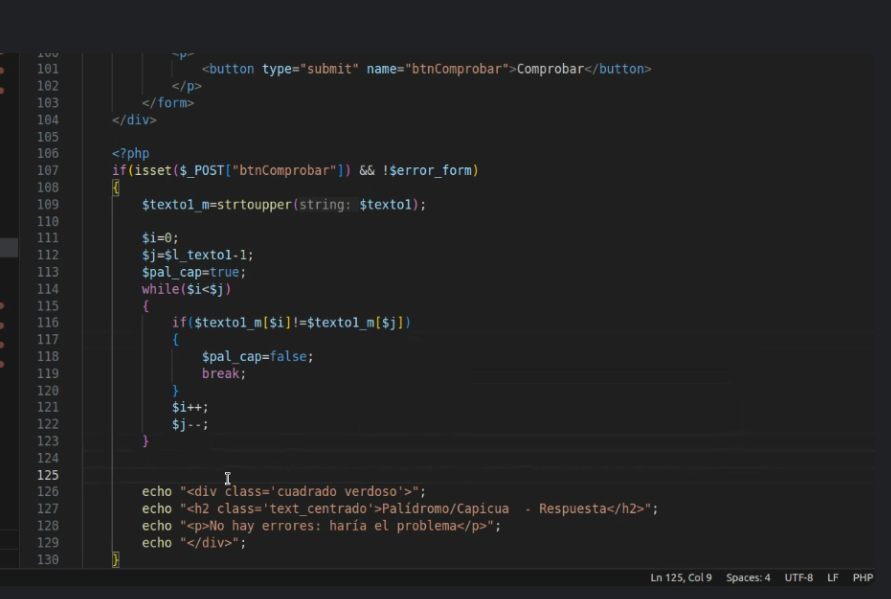 100 <p>
101 <button type="submit" name="btnComprobar">Comprobar</button>
102 </p>
103 </form>
104 </div>
105
106 <?php
107 if(isset($_POST["btnComprobar"]) && !$error_form)
108 {
109 $texto1_m=strtoupper(string: $texto1);
110
111 $i=0;
112 $j=$l_texto1-1;
113 $pal_cap=true;
114 while($i<$j)
115 {
116 if($texto1_m[$i]!=$texto1_m[$j])
117 {
118 $pal_cap=false;
119 break;
120 }
121 $i++;
122 $j--;
123 }
124
125
126 echo "<div class='cuadrado verdoso'>";
127 echo "<h2 class='text_centrado'>Palídromo/Capicua  - Respuesta</h2>";
128 echo "<p>No hay errores: haría el problema</p>";
129 echo "</div>";
130 }
Ln 125, Col 9 Spaces: 4 UTF-8 LF PHP